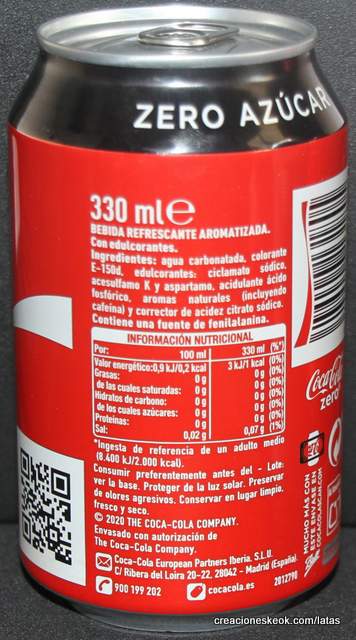 ZERO AZÚCAR
330 ml e
BEBIDA REFRESCANTE AROMATIZADA.
Con edulcorantes.
Ingredientes: agua carbonatada, colorante
E-150d, edulcorantes: ciclamato sódico,
acesulfamo K y aspartamo, acidulante ácido
fosfórico, aromas naturales (incluyendo
cafeína) y corrector de acidez citrato sódico.
Contiene una fuente de fenilalanina.
INFORMACIÓN NUTRICIONAL
Por: 100 ml 330 ml (%*)
Valor energético: 0,9 kJ/0,2 kcal 3 kJ/1 kcal (0%)
Grasas: 0 g 0 g (0%)
de las cuales saturadas: 0 g 0 g (0%)
Hidratos de carbono: 0 g 0 g (0%)
de los cuales azúcares: 0 g 0 g (0%)
Proteínas: 0 g 0 g (0%)
Sal: 0,02 g 0,07 g (1%)
*Ingesta de referencia de un adulto medio
(8.400 kJ/2.000 kcal).
Consumir preferentemente antes del - Lote:
ver la base. Proteger de la luz solar. Preservar
de olores agresivos. Conservar en lugar limpio,
fresco y seco.
© 2020 THE COCA-COLA COMPANY.
Envasado con autorización de
The Coca-Cola Company.
Coca-Cola European Partners Iberia, S.L.U.
C/ Ribera del Loira 20-22. 28042 - Madrid (España)
900 199 202 cocacola.es
2012798
Coca-Cola
zero
MUCHO MÁS CON
ESTE ENVASE EN
creacioneskeok.com/latas